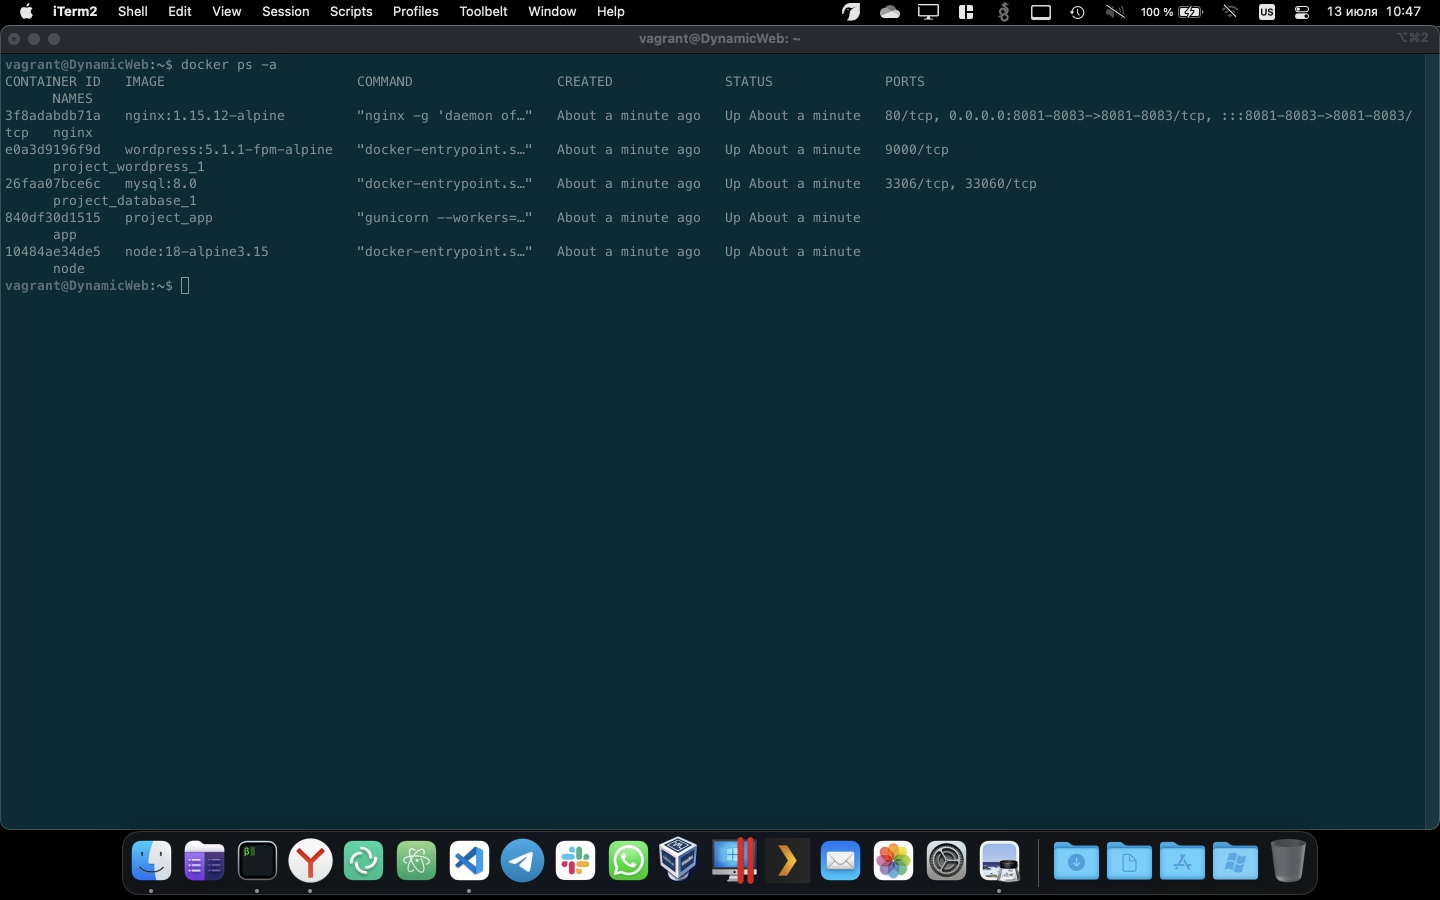 iTerm2 Shell Edit View Session Scripts Profiles Toolbelt Window Help 100 % US 13 июля 10:47
vagrant@DynamicWeb: ~ ⌥⌘2
vagrant@DynamicWeb:~$ docker ps -a
CONTAINER ID   IMAGE                        COMMAND                  CREATED              STATUS              PORTS
      NAMES
3f8adabdb71a   nginx:1.15.12-alpine         "nginx -g 'daemon of…"   About a minute ago   Up About a minute   80/tcp, 0.0.0.0:8081-8083->8081-8083/tcp, :::8081-8083->8081-8083/
tcp   nginx
e0a3d9196f9d   wordpress:5.1.1-fpm-alpine   "docker-entrypoint.s…"   About a minute ago   Up About a minute   9000/tcp
      project_wordpress_1
26faa07bce6c   mysql:8.0                    "docker-entrypoint.s…"   About a minute ago   Up About a minute   3306/tcp, 33060/tcp
      project_database_1
840df30d1515   project_app                  "gunicorn --workers=…"   About a minute ago   Up About a minute
      app
10484ae34de5   node:18-alpine3.15           "docker-entrypoint.s…"   About a minute ago   Up About a minute
      node
vagrant@DynamicWeb:~$